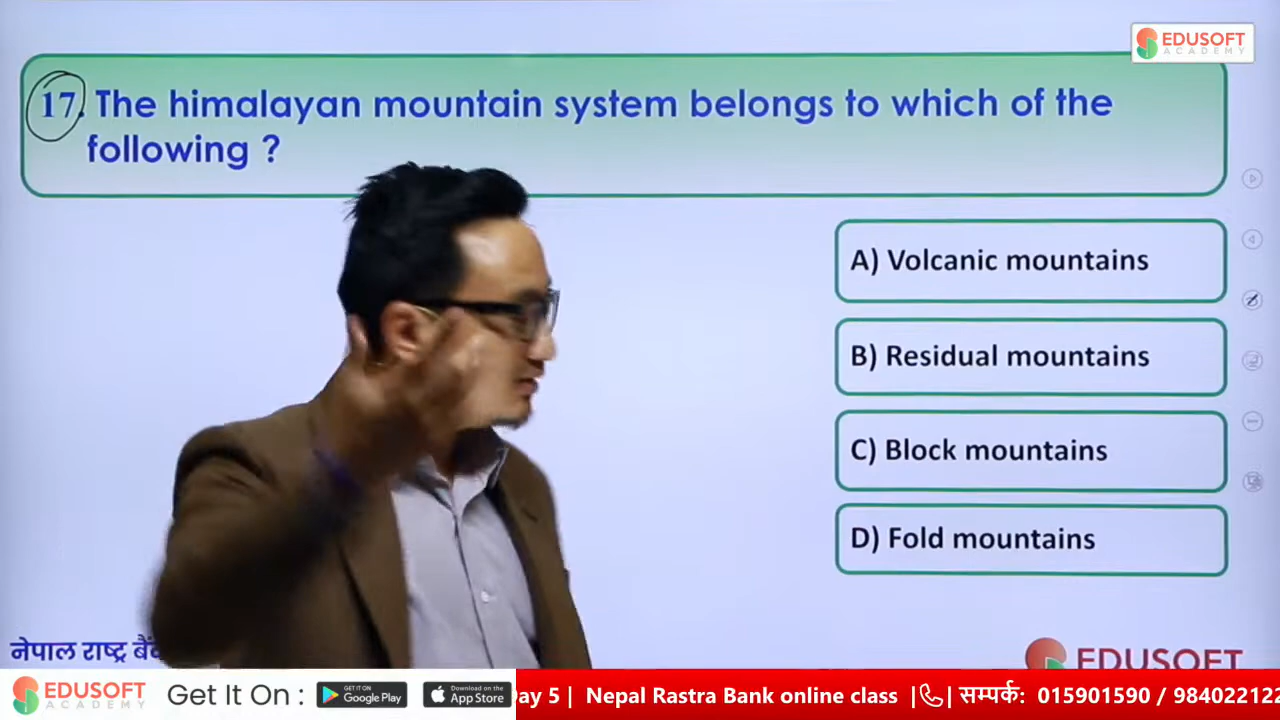 EDUSOFT
ACADEMY
17. The himalayan mountain system belongs to which of the
following ?
A) Volcanic mountains
B) Residual mountains
C) Block mountains
D) Fold mountains
नेपाल राष्ट्र
EDUSOFT
EDUSOFT
ACADEMY
Get It On :
GET IT ON
Google Play
Download on the
App Store
Day 5 | Nepal Rastra Bank online class | सम्पर्क: 015901590 / 984022122